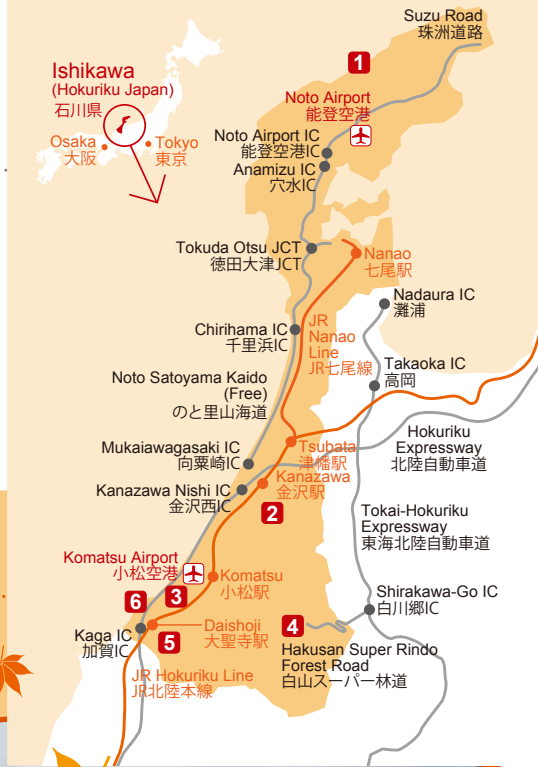 Suzu Road
珠洲道路
1
Ishikawa
(Hokuriku Japan)
石川県
Osaka
大阪
Tokyo
東京
Noto Airport
能登空港
Noto Airport IC
能登空港IC
Anamizu IC
穴水IC
Tokuda Otsu JCT
徳田大津JCT
Nanao
七尾駅
Nadaura IC
灘浦
Chirihama IC
千里浜IC
JR
Nanao
Line
JR七尾線
Takaoka IC
高岡
Noto Satoyama Kaido
(Free)
のと里山海道
Mukaiawagasaki IC
向粟崎IC
Tsubata
津幡駅
Hokuriku
Expressway
北陸自動車道
Kanazawa Nishi IC
金沢西IC
Kanazawa
金沢駅
2
Tokai-Hokuriku
Expressway
東海北陸自動車道
Komatsu Airport
小松空港
Komatsu
小松駅
Shirakawa-Go IC
白川郷IC
6
3
Kaga IC
加賀IC
5
Daishoji
大聖寺駅
4
Hakusan Super Rindo
Forest Road
白山スーパー林道
JR Hokuriku Line
JR北陸本線